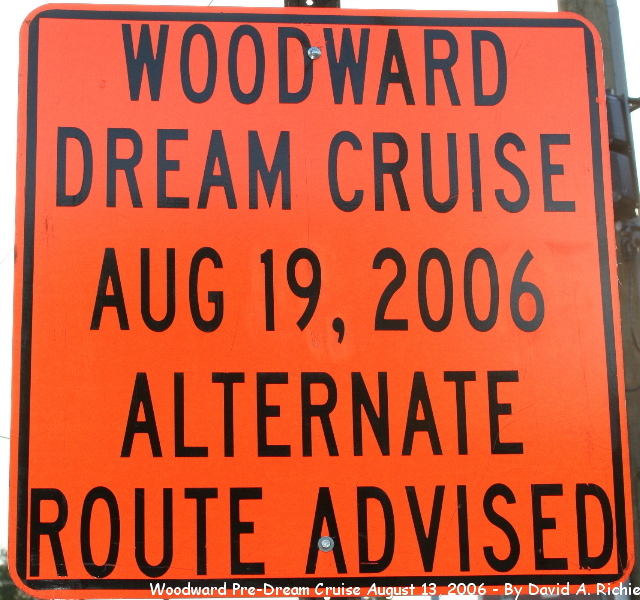 WOODWARD
DREAM CRUISE
AUG 19, 2006
ALTERNATE
ROUTE ADVISED
Woodward Pre-Dream Cruise August 13, 2006 - By David A. Richie